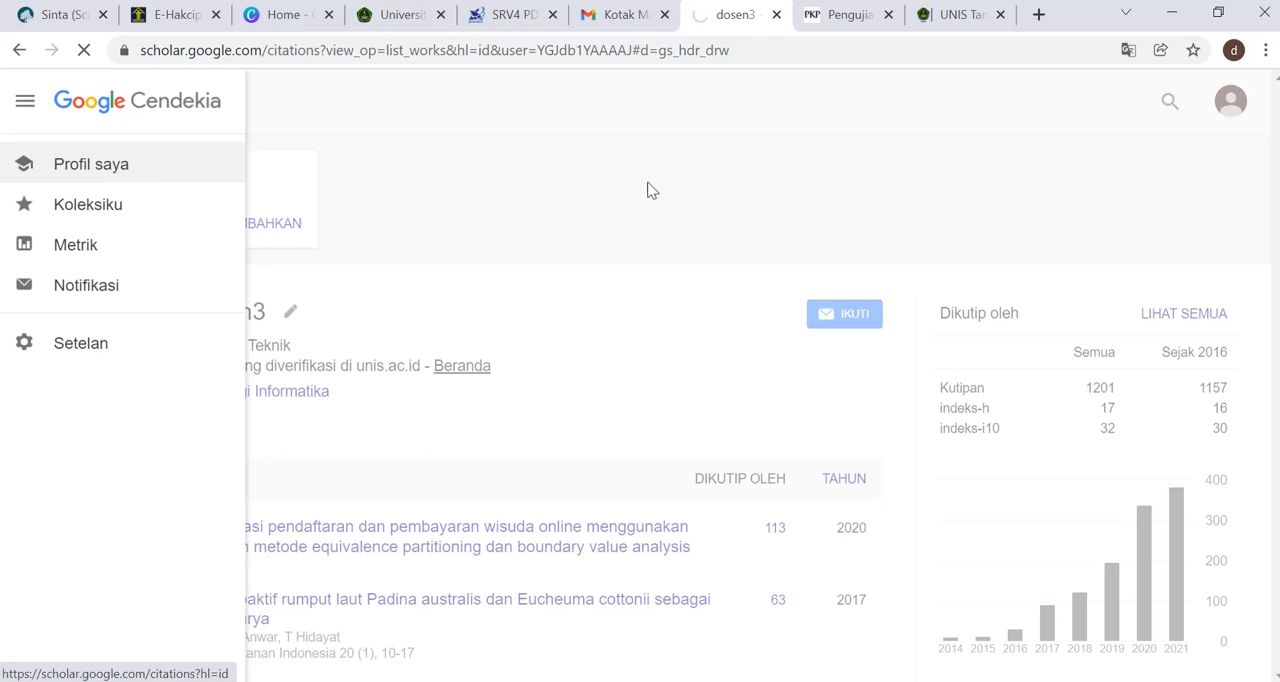 Sinta (Sc
E-Hakcip
Home - C
Universit
SRV4 PD
Kotak Ma
dosen3 -
PKP
Pengujia
UNIS Tan
scholar.google.com/citations?view_op=list_works&hl=id&user=YGJdb1YAAAAJ#d=gs_hdr_drw
d
Google Cendekia
Profil saya
Koleksiku
Metrik
Notifikasi
Setelan
MBAHKAN
n3
Teknik
ng diverifikasi di unis.ac.id - Beranda
i Informatika
IKUTI
DIKUTIP OLEH TAHUN
asi pendaftaran dan pembayaran wisuda online menggunakan 113 2020
n metode equivalence partitioning dan boundary value analysis
aktif rumput laut Padina australis dan Eucheuma cottonii sebagai 63 2017
rya
Anwar, T Hidayat
anan Indonesia 20 (1), 10-17
Dikutip oleh LIHAT SEMUA
Semua Sejak 2016
Kutipan 1201 1157
indeks-h 17 16
indeks-i10 32 30
400
300
200
100
0
2014 2015 2016 2017 2018 2019 2020 2021
https://scholar.google.com/citations?hl=id